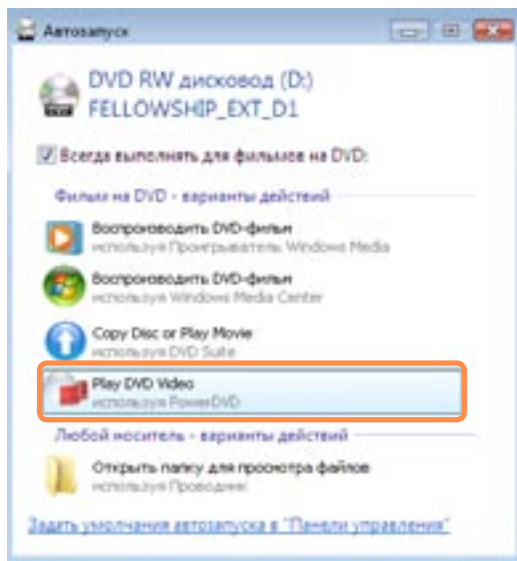 Автозапуск
DVD RW дисковод (D:)
FELLOWSHIP_EXT_D1
Всегда выполнять для фильмов на DVD:
Фильм на DVD - варианты действий
Воспроизводить DVD-фильм
используя Проигрыватель Windows Media
Воспроизводить DVD-фильм
используя Windows Media Center
Copy Disc or Play Movie
используя DVD Suite
Play DVD Video
используя PowerDVD
Любой носитель - варианты действий
Открыть папку для просмотра файлов
используя Проводник
Задать умолчания автозапуска в "Панели управления"